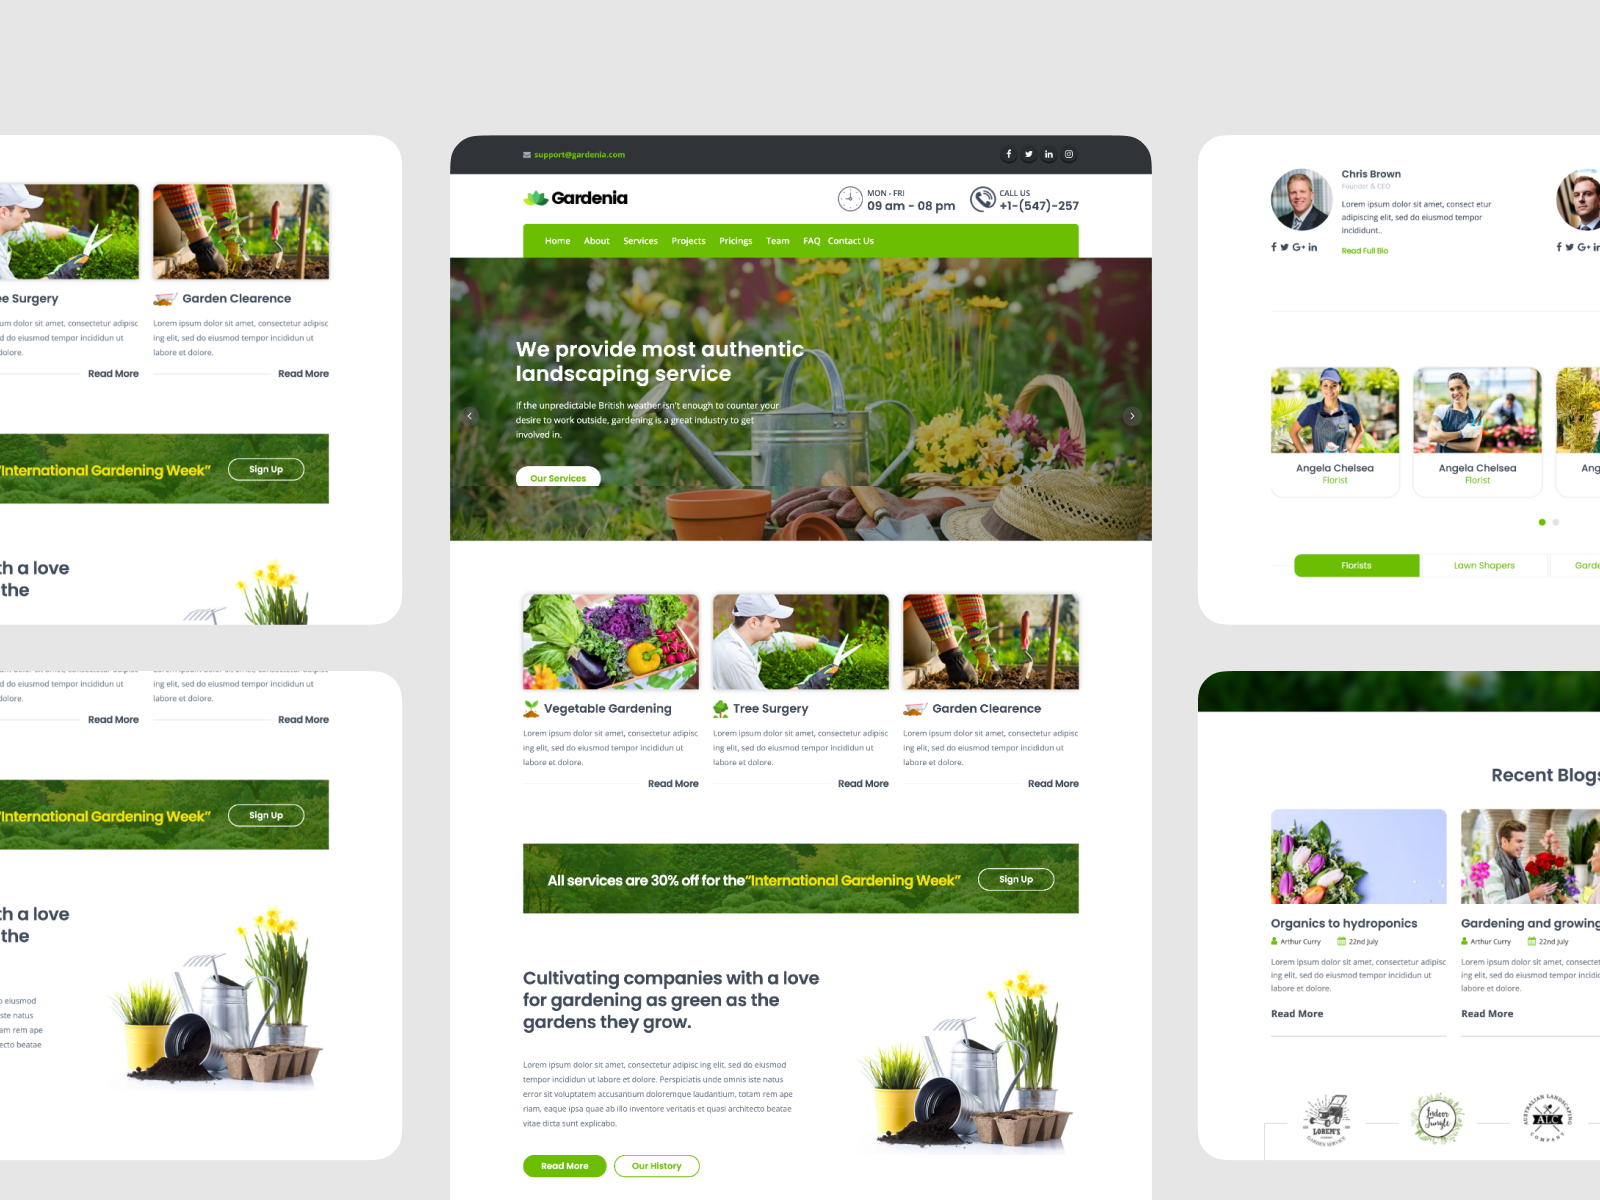 ee Surgery
Garden Clearence
um dolor sit amet, consectetur adipisc
d do eiusmod tempor incididun ut
dolore.
Lorem ipsum dolor sit amet, consectetur adipisc
ing elit, sed do eiusmod tempor incididun ut
labore et dolore.
Read More
Read More
“International Gardening Week”
Sign Up
th a love
the
d do eiusmod tempor incididun ut
dolore.
ing elit, sed do eiusmod tempor incididun ut
labore et dolore.
Read More
Read More
“International Gardening Week”
Sign Up
th a love
the
o eiusmod
iste natus
am rem ape
ecto beatae
support@gardenia.com
Gardenia
MON - FRI
09 am - 08 pm
CALL US
+1-(547)-257
Home About Services Projects Pricings Team FAQ Contact Us
We provide most authentic
landscaping service
If the unpredictable British weather isn't enough to counter your
desire to work outside, gardening is a great industry to get
involved in.
Our Services
Vegetable Gardening
Lorem ipsum dolor sit amet, consectetur adipisc
ing elit, sed do eiusmod tempor incididun ut
labore et dolore.
Read More
Tree Surgery
Lorem ipsum dolor sit amet, consectetur adipisc
ing elit, sed do eiusmod tempor incididun ut
labore et dolore.
Read More
Garden Clearence
Lorem ipsum dolor sit amet, consectetur adipisc
ing elit, sed do eiusmod tempor incididun ut
labore et dolore.
Read More
All services are 30% off for the“International Gardening Week”
Sign Up
Cultivating companies with a love
for gardening as green as the
gardens they grow.
Lorem ipsum dolor sit amet, consectetur adipisc ing elit, sed do eiusmod
tempor incididun ut labore et dolore. Perspiciatis unde omnis iste natus
error sit voluptatem accusantium doloremque laudantium, totam rem ape
riam, eaque ipsa quae ab illo inventore veritatis et quasi architecto beatae
vitae dicta sunt explicabo.
Read More
Our History
Chris Brown
Founder & CEO
Lorem ipsum dolor sit amet, consect etur
adipiscing elit, sed do eiusmod tempor
incididunt..
Read Full Bio
Angela Chelsea
Florist
Angela Chelsea
Florist
Ang
Florists
Lawn Shapers
Garde
Recent Blogs
Organics to hydroponics
Arthur Curry 22nd July
Lorem ipsum dolor sit amet, consectetur adipisc
ing elit, sed do eiusmod tempor incididun ut
labore et dolore.
Read More
Gardening and growing
Arthur Curry 22nd July
Lorem ipsum dolor sit amet, consectet
ing elit, sed do eiusmod tempor incidi
labore et dolore.
Read More
LOREM'S
GARDEN SERVICE
Indoor
Jungle
AUSTRALIAN LANDSCAPING
ALC
COMPANY